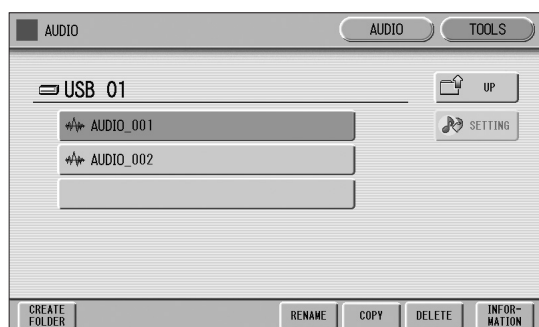 AUDIO
AUDIO
TOOLS
USB 01
UP
AUDIO_001
SETTING
AUDIO_002
CREATE
FOLDER
RENAME
COPY
DELETE
INFOR-
MATION